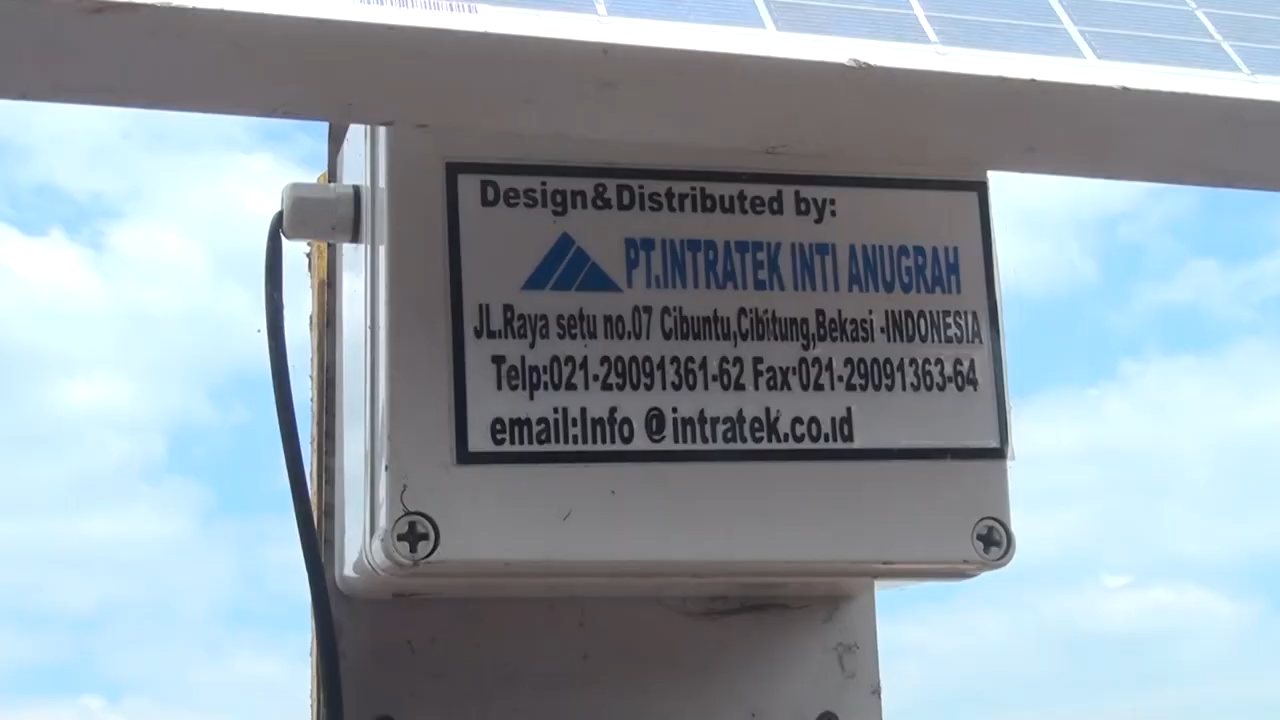 Design&Distributed by:
PT.INTRATEK INTI ANUGRAH
JL.Raya setu no.07 Cibuntu,Cibitung,Bekasi -INDONESIA
Telp:021-29091361-62 Fax:021-29091363-64
email:Info @intratek.co.id